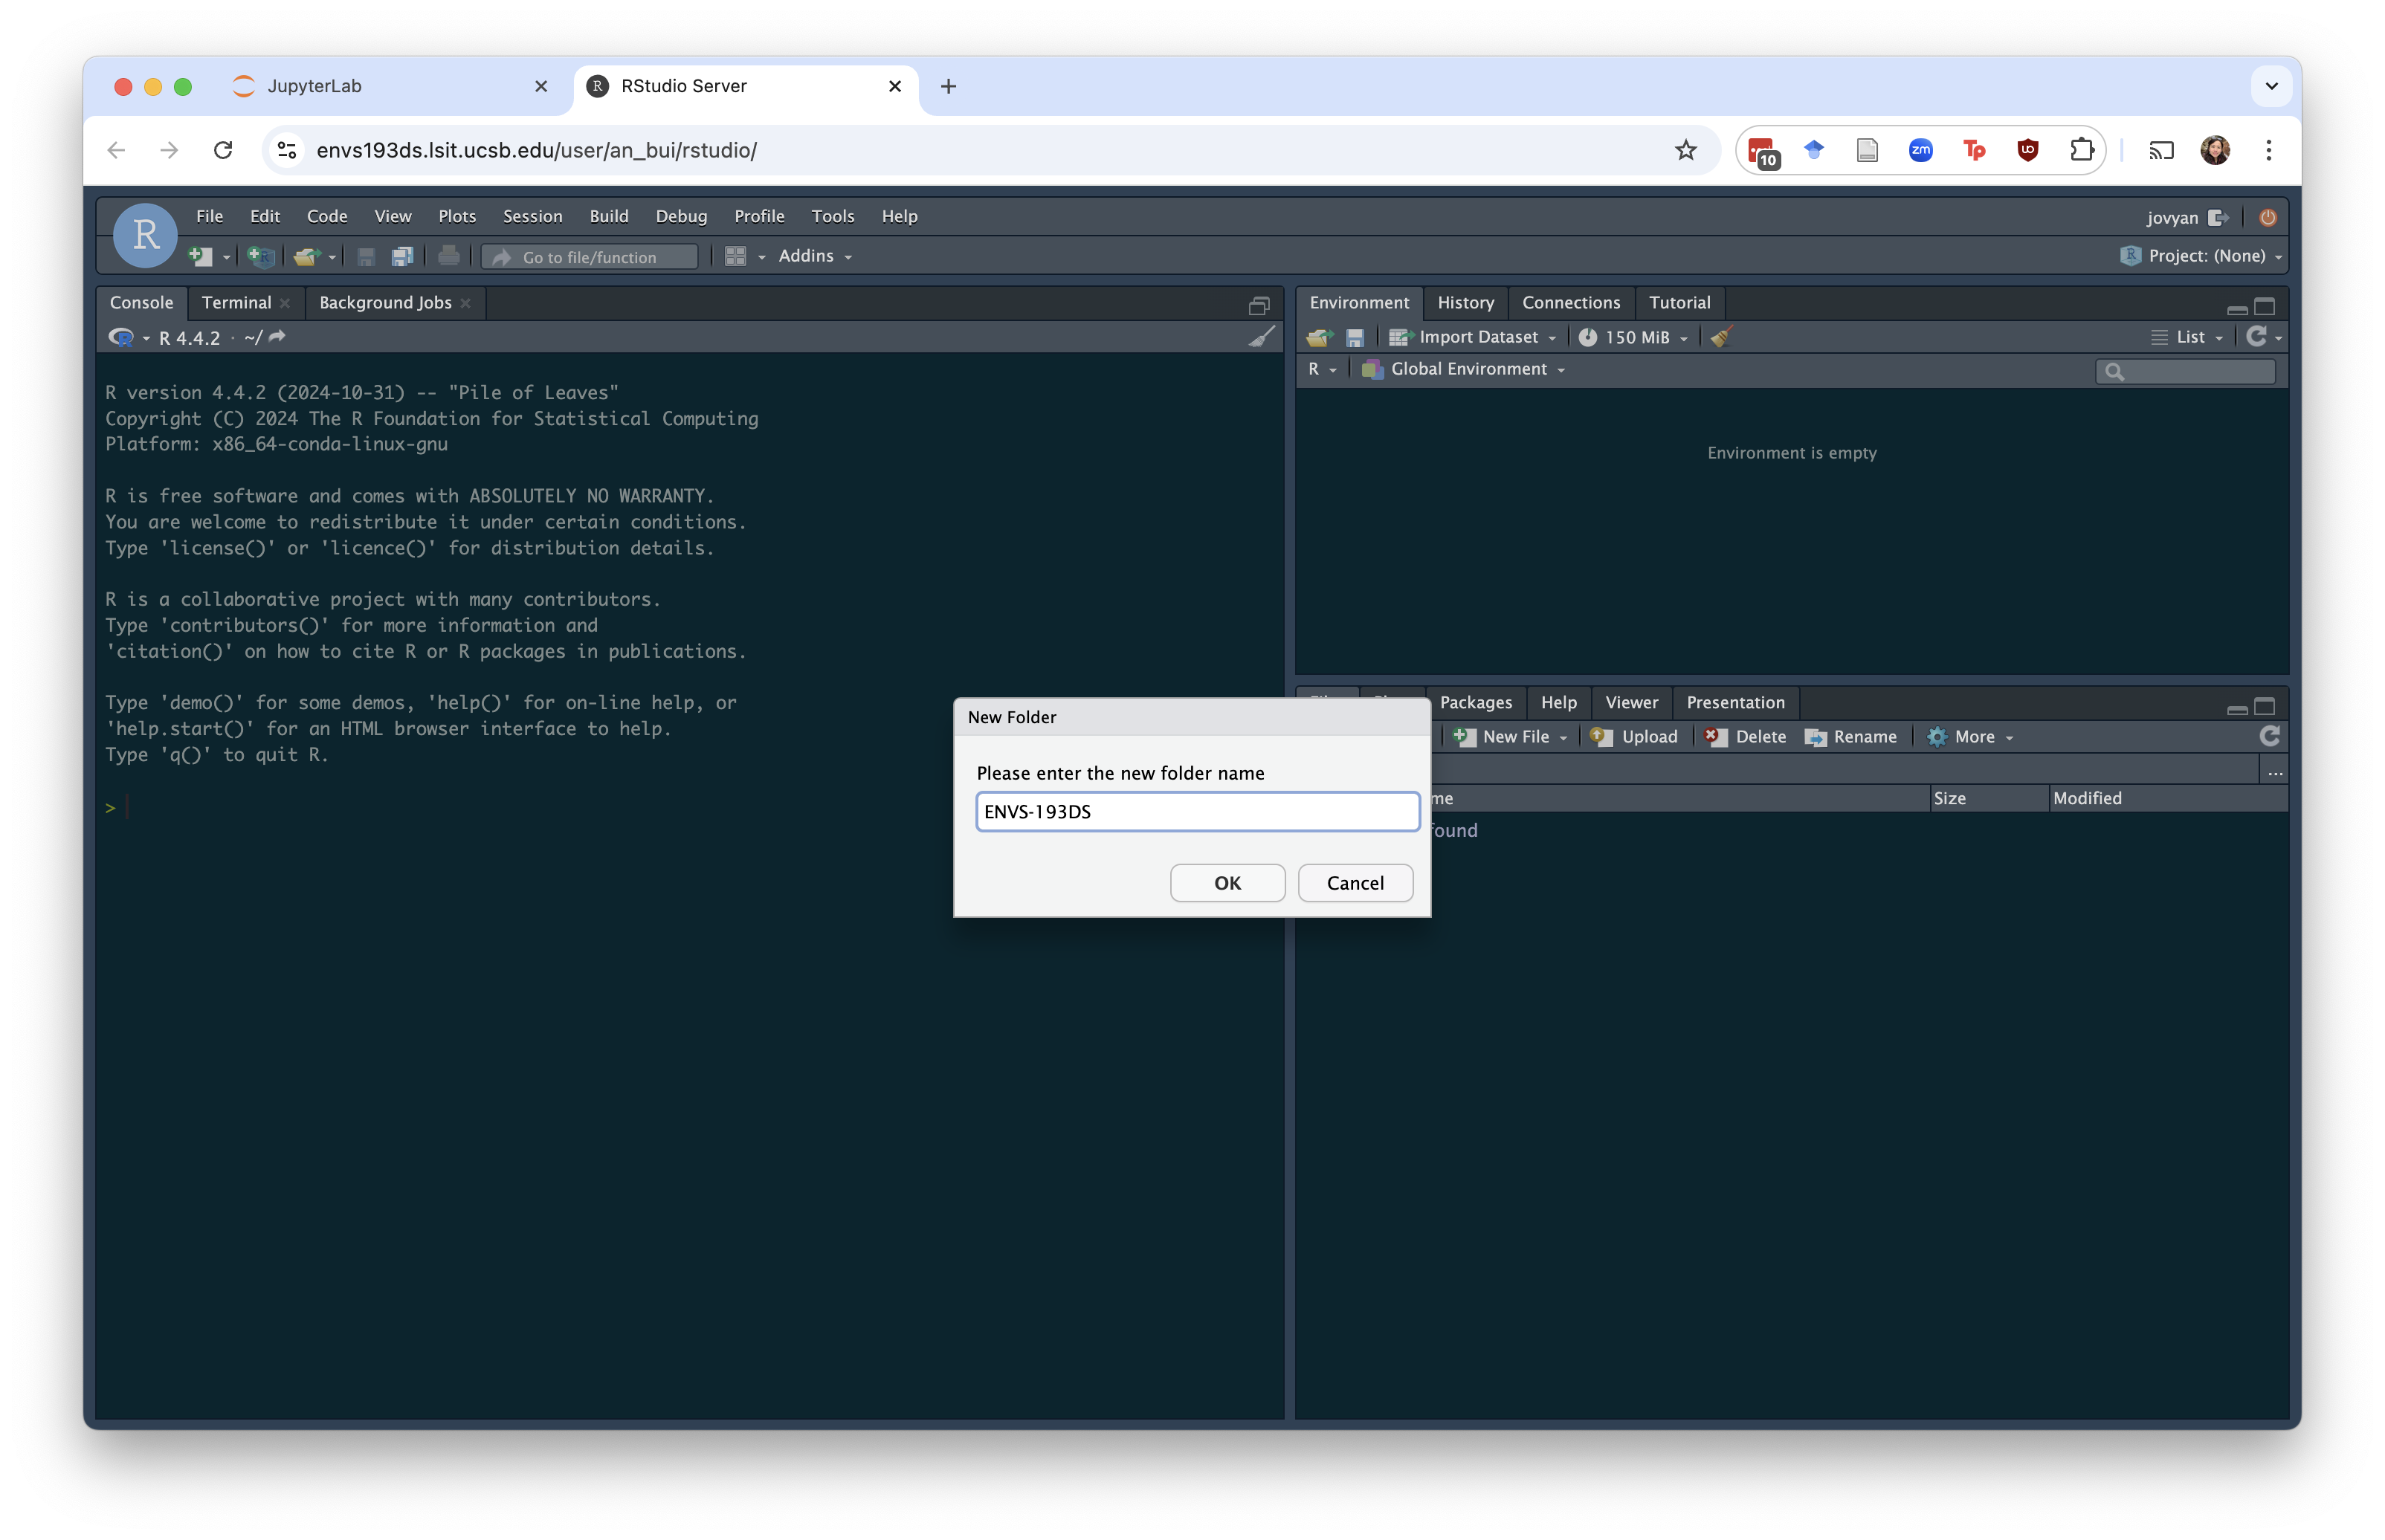 JupyterLab
RStudio Server
envs193ds.lsit.ucsb.edu/user/an_bui/rstudio/
10
zm
Tp
R
File Edit Code View Plots Session Build Debug Profile Tools Help
jovyan
Go to file/function
Addins
Project: (None)
Console Terminal Background Jobs
R 4.4.2 · ~/
R version 4.4.2 (2024-10-31) -- "Pile of Leaves"
Copyright (C) 2024 The R Foundation for Statistical Computing
Platform: x86_64-conda-linux-gnu
R is free software and comes with ABSOLUTELY NO WARRANTY.
You are welcome to redistribute it under certain conditions.
Type 'license()' or 'licence()' for distribution details.
R is a collaborative project with many contributors.
Type 'contributors()' for more information and
'citation()' on how to cite R or R packages in publications.
Type 'demo()' for some demos, 'help()' for on-line help, or
'help.start()' for an HTML browser interface to help.
Type 'q()' to quit R.
>
Environment History Connections Tutorial
Import Dataset 150 MiB List
R Global Environment
Environment is empty
Packages Help Viewer Presentation
New File Upload Delete Rename More
...
me Size Modified
found
New Folder
Please enter the new folder name
ENVS-193DS
OK Cancel